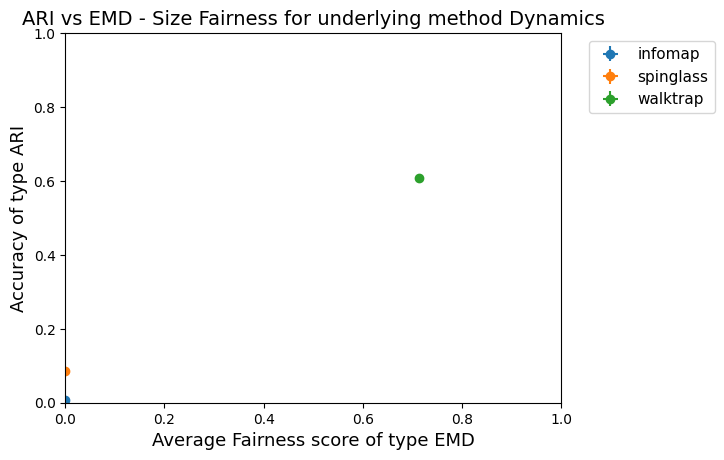 ARI vs EMD - Size Fairness for underlying method Dynamics
1.0
0.8
0.6
0.4
0.2
0.0
Accuracy of type ARI
0.0 0.2 0.4 0.6 0.8 1.0
Average Fairness score of type EMD
infomap
spinglass
walktrap